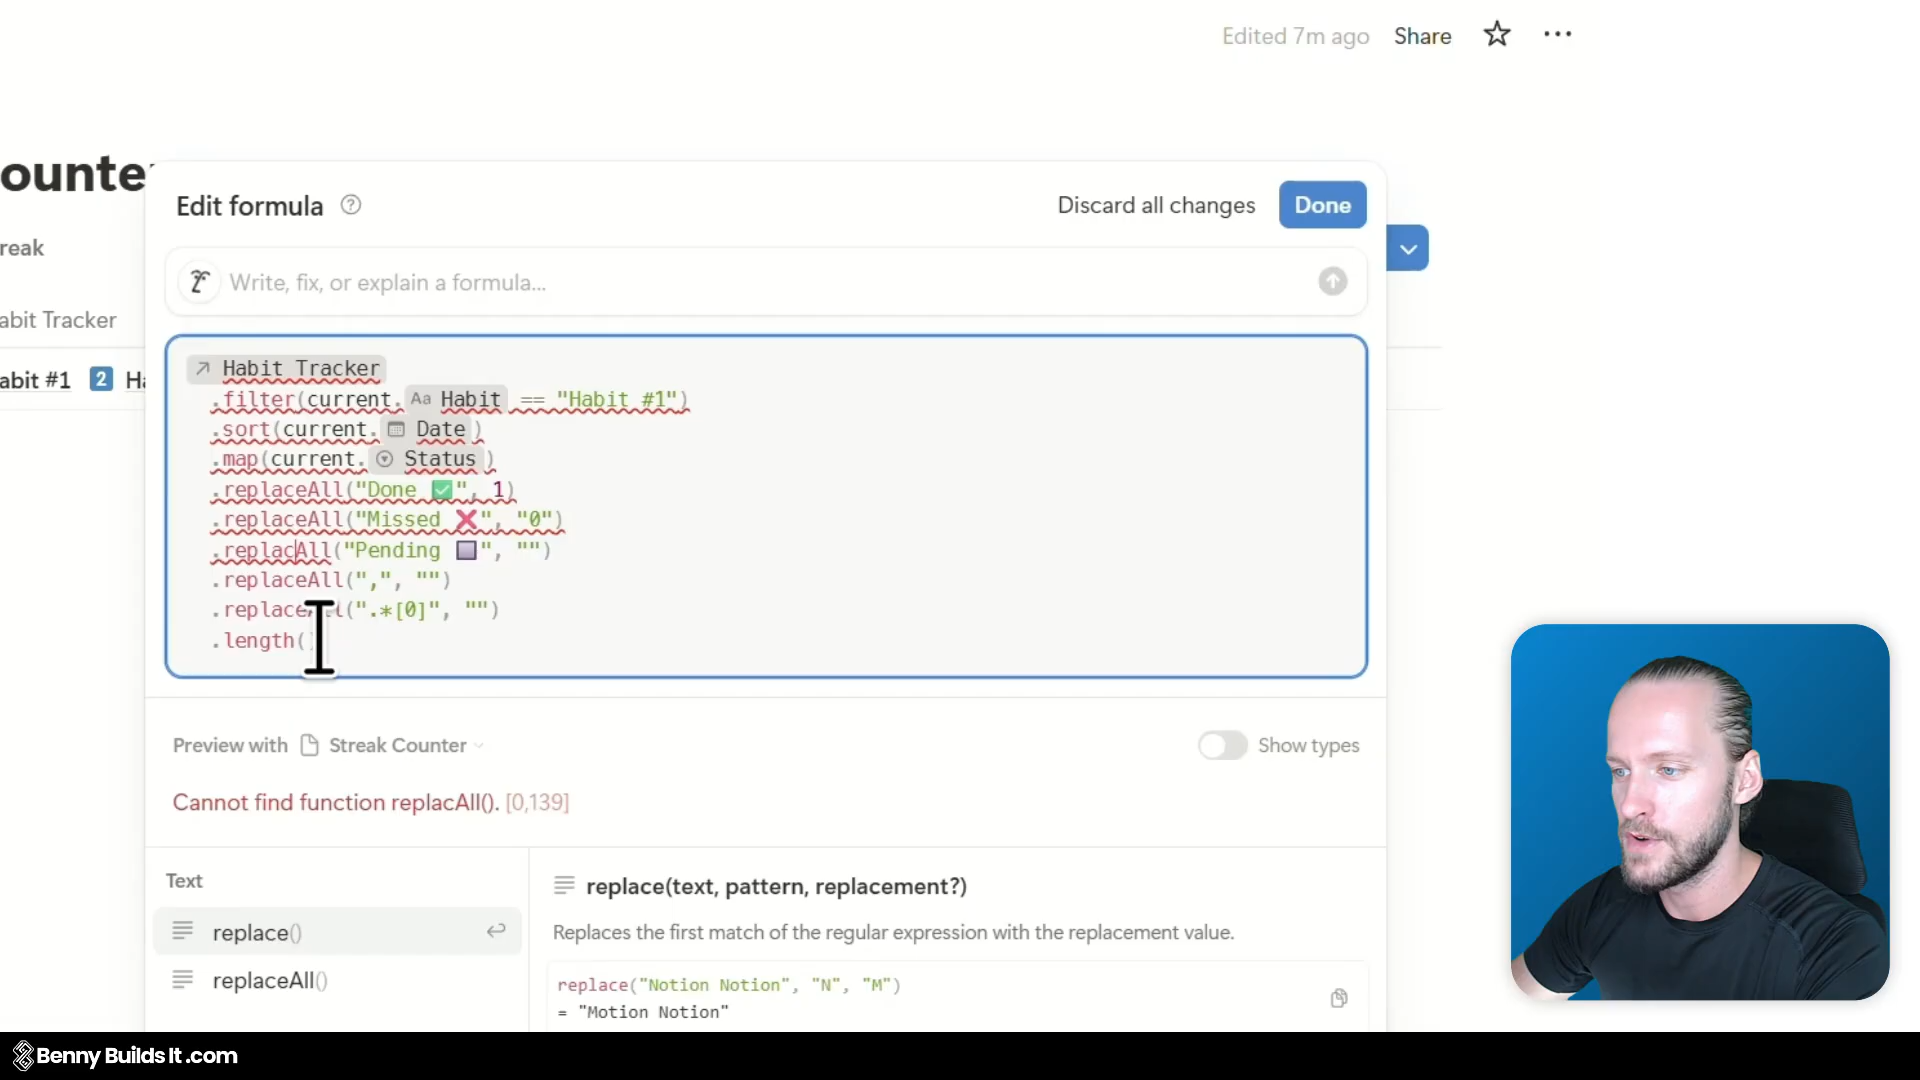 Edited 7m ago Share
ounte
Edit formula Discard all changes Done
reak
Write, fix, or explain a formula...
abit Tracker
abit #1 2 Ha
Habit Tracker
.filter(current. Aa Habit == "Habit #1")
.sort(current. Date )
.map(current. Status )
.replaceAll("Done ✅", 1)
.replaceAll("Missed ❌", "0")
.replacAll("Pending ", "")
.replaceAll(",", "")
.replaceAll(".*[0]", "")
.length(
Preview with Streak Counter Show types
Cannot find function replacAll(). [0,139]
Text
replace()
replaceAll()
replace(text, pattern, replacement?)
Replaces the first match of the regular expression with the replacement value.
replace("Notion Notion", "N", "M")
= "Motion Notion"
Benny Builds It .com